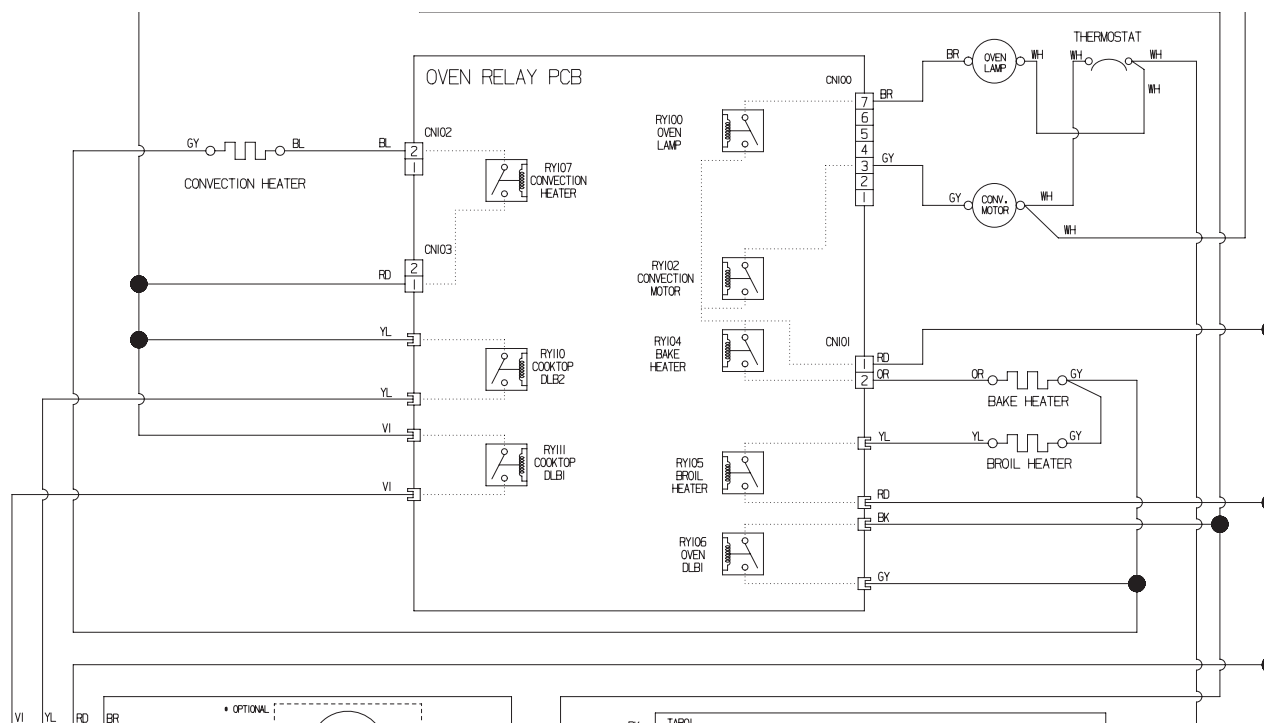 THERMOSTAT
BR
OVEN
LAMP
WH
WH
WH
WH
OVEN RELAY PCB
CN100
7
BR
6
5
4
3
GY
2
1
RY100
OVEN
LAMP
GY
CONV.
MOTOR
WH
WH
GY
BL
BL
CN102
2
1
CONVECTION HEATER
RY107
CONVECTION
HEATER
CN103
2
1
RD
RY102
CONVECTION
MOTOR
YL
RY110
COOKTOP
DLB2
YL
RY104
BAKE
HEATER
CN101
1
RD
2
OR
OR
GY
BAKE HEATER
VI
RY111
COOKTOP
DLB1
VI
YL
YL
GY
BROIL HEATER
RY105
BROIL
HEATER
RD
BK
RY106
OVEN
DLB1
GY
VI
YL
RD
BR
* OPTIONAL